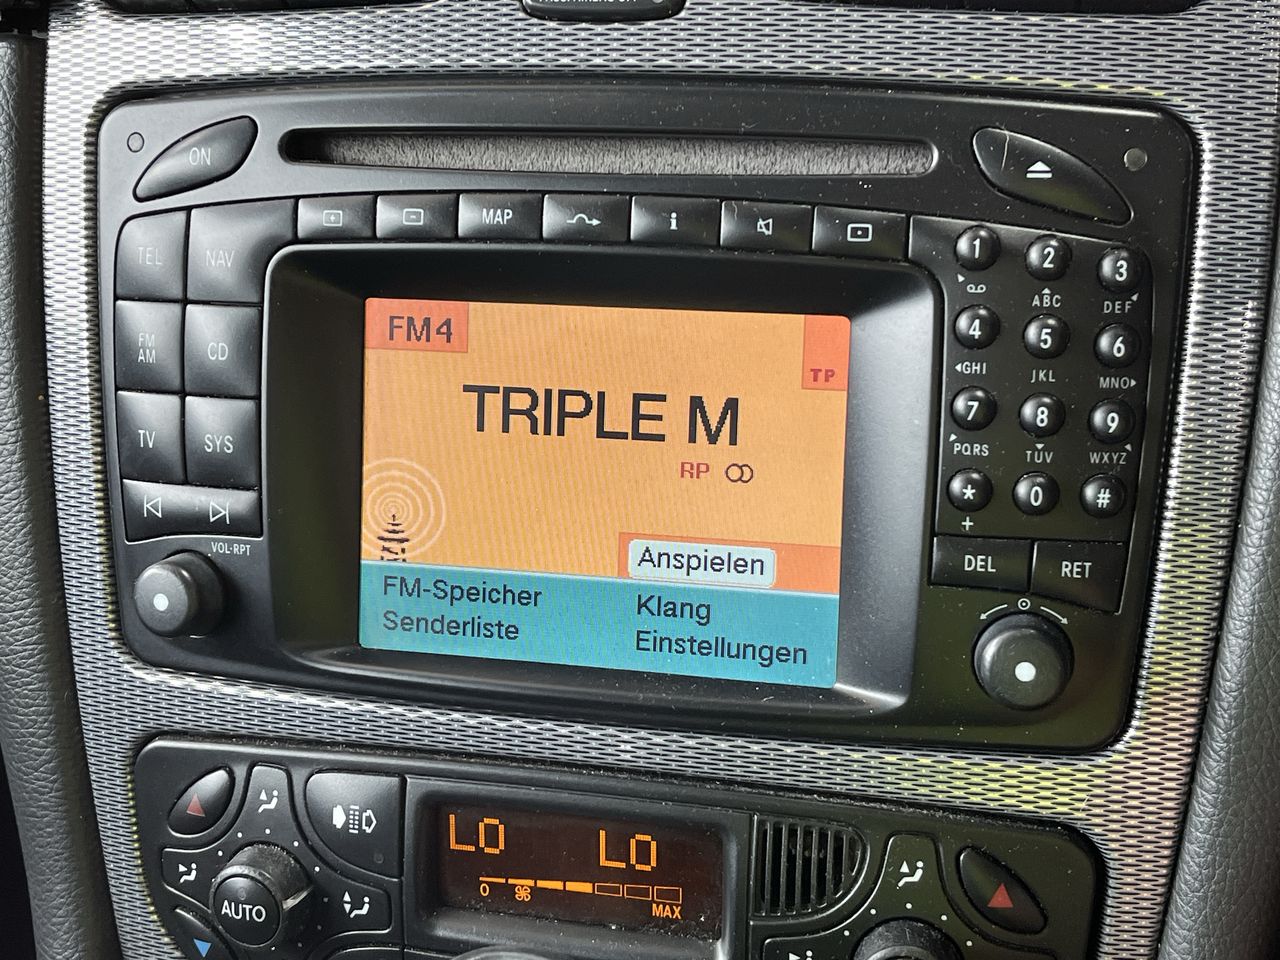 ON
MAP
i
TEL
NAV
FM
AM
CD
TV
SYS
VOL·RPT
FM4
TP
TRIPLE M
RP
Anspielen
FM-Speicher
Klang
Senderliste
Einstellungen
1
2
3
ABC
DEF
4
5
6
GHI
JKL
MNO
7
8
9
PQRS
TUV
WXYZ
*
0
#
+
DEL
RET
LO
LO
0
MAX
AUTO